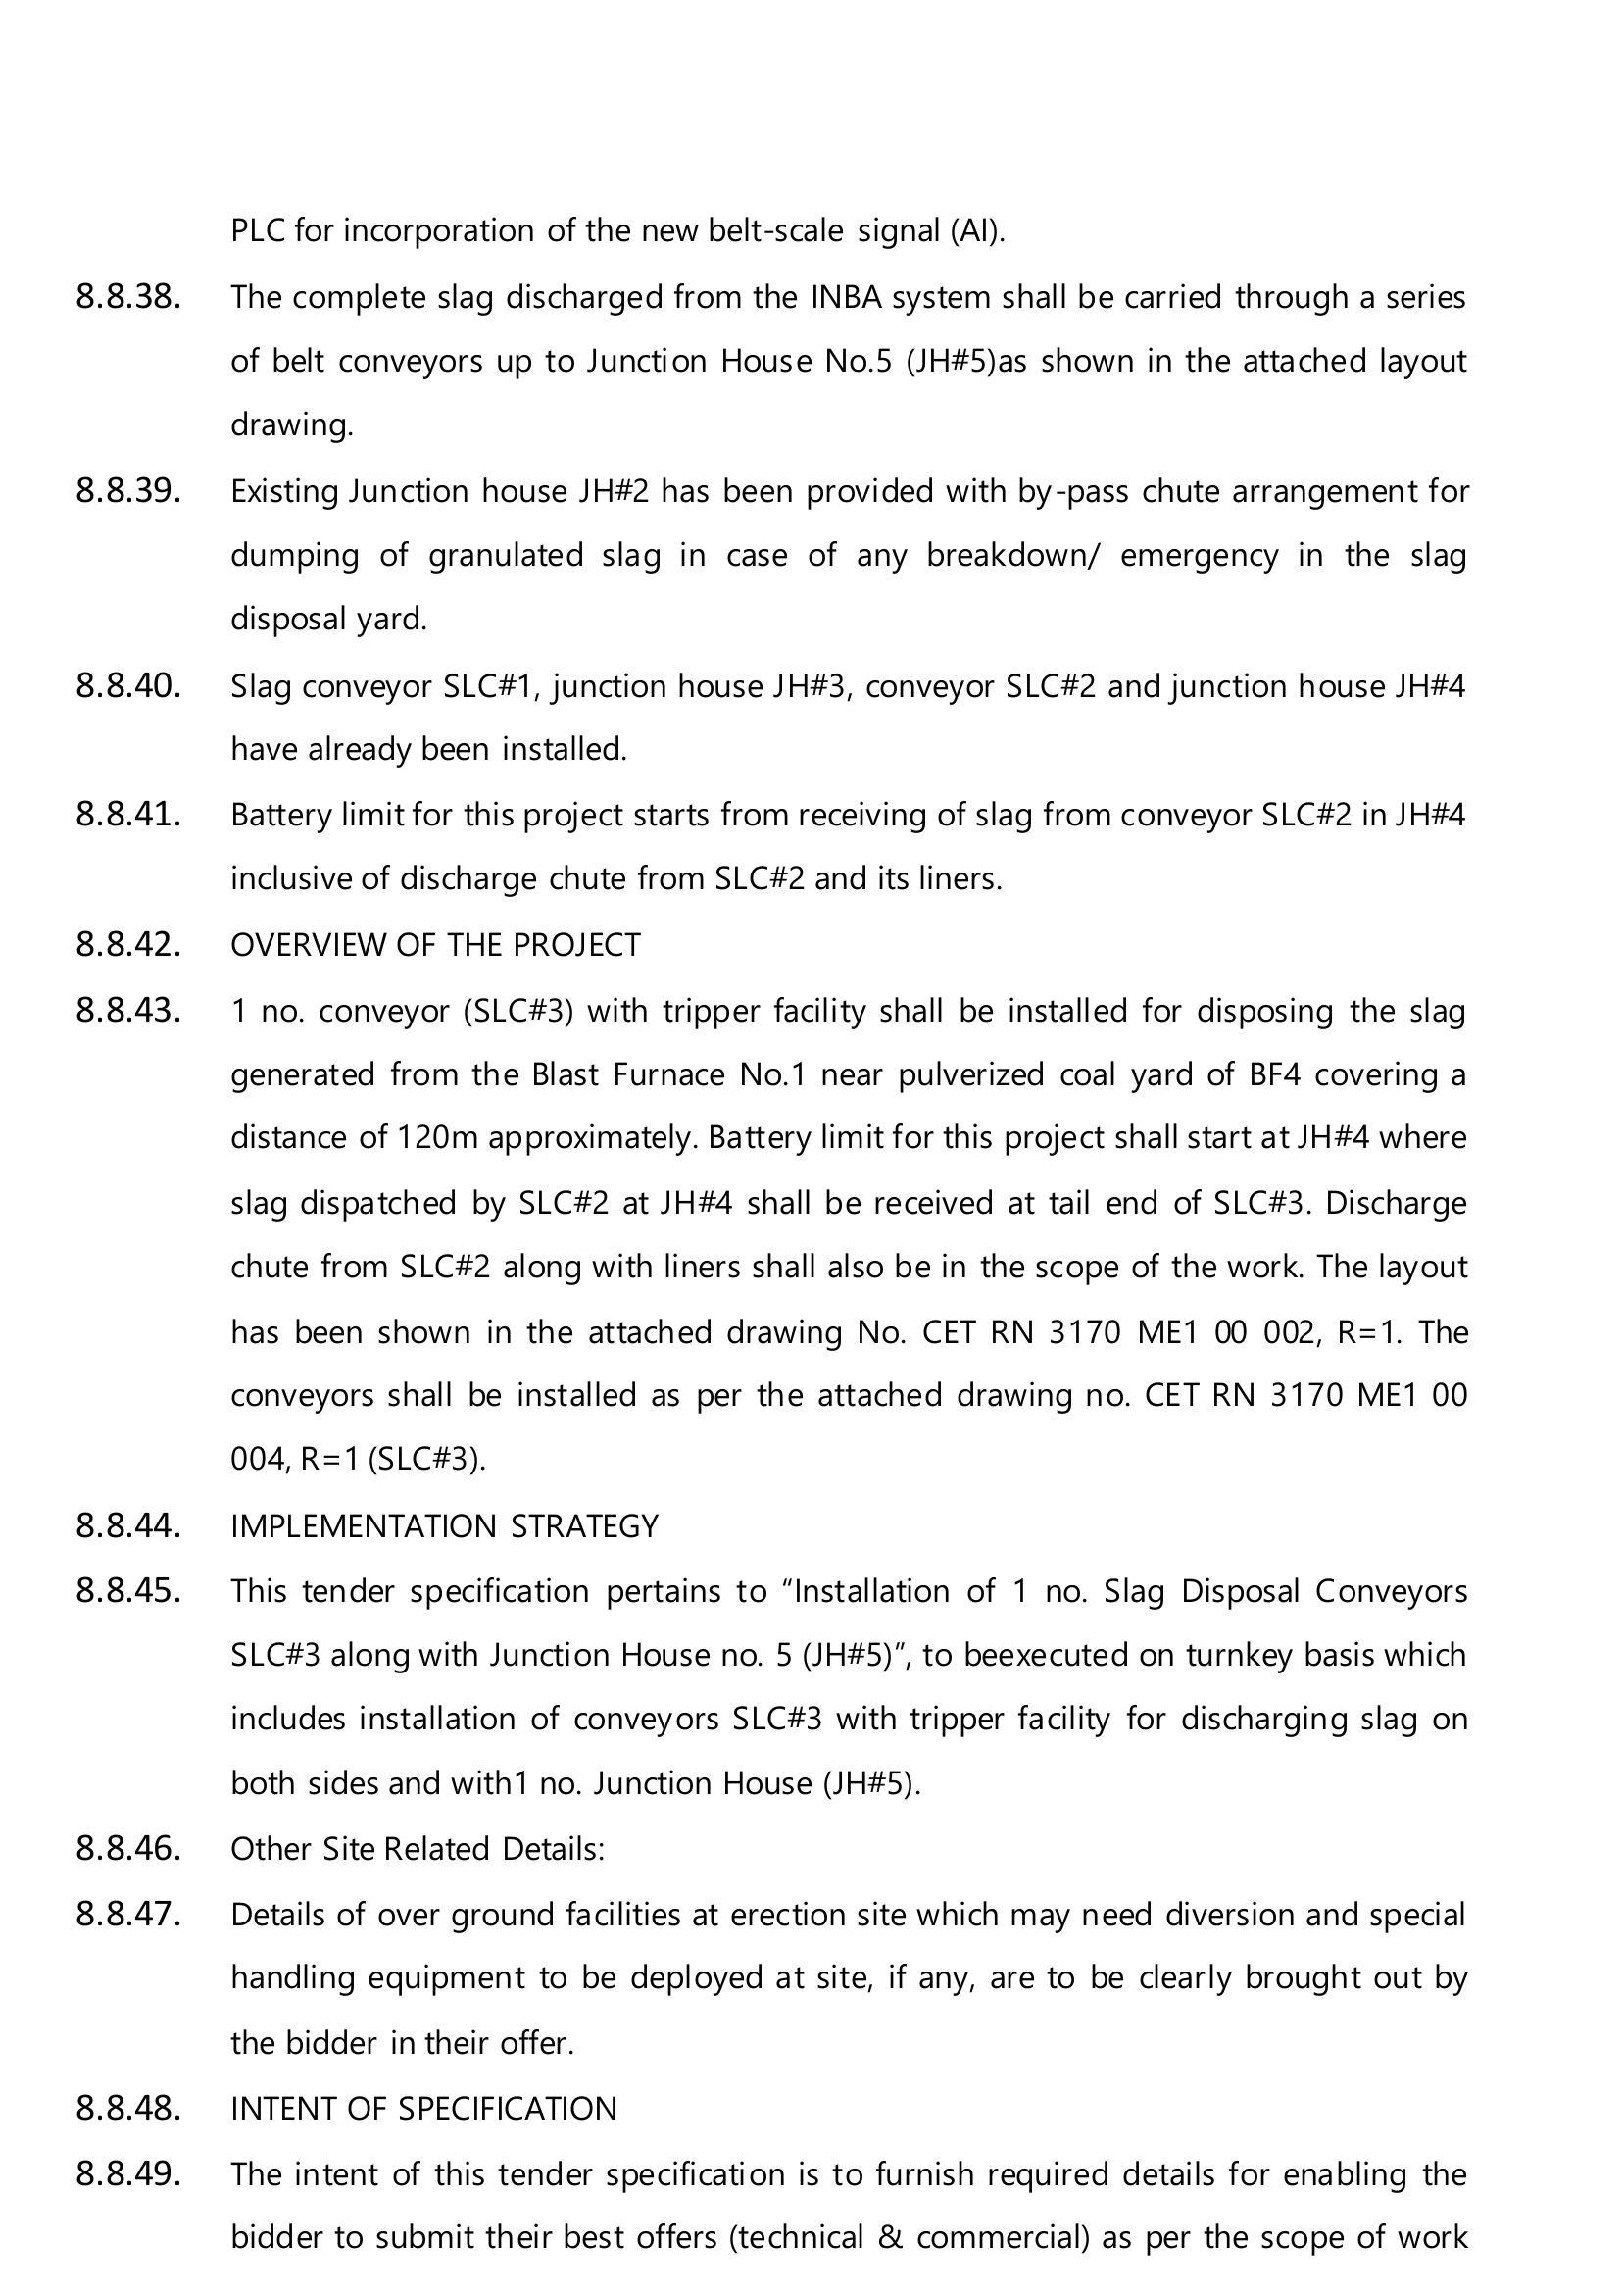 PLC for incorporation of the new belt-scale signal (AI).
8.8.38. The complete slag discharged from the INBA system shall be carried through a series
of belt conveyors up to Junction House No.5 (JH#5)as shown in the attached layout
drawing.
8.8.39. Existing Junction house JH#2 has been provided with by-pass chute arrangement for
dumping of granulated slag in case of any breakdown/ emergency in the slag
disposal yard.
8.8.40. Slag conveyor SLC#1, junction house JH#3, conveyor SLC#2 and junction house JH#4
have already been installed.
8.8.41. Battery limit for this project starts from receiving of slag from conveyor SLC#2 in JH#4
inclusive of discharge chute from SLC#2 and its liners.
8.8.42. OVERVIEW OF THE PROJECT
8.8.43. 1 no. conveyor (SLC#3) with tripper facility shall be installed for disposing the slag
generated from the Blast Furnace No.1 near pulverized coal yard of BF4 covering a
distance of 120m approximately. Battery limit for this project shall start at JH#4 where
slag dispatched by SLC#2 at JH#4 shall be received at tail end of SLC#3. Discharge
chute from SLC#2 along with liners shall also be in the scope of the work. The layout
has been shown in the attached drawing No. CET RN 3170 ME1 00 002, R=1. The
conveyors shall be installed as per the attached drawing no. CET RN 3170 ME1 00
004, R=1 (SLC#3).
8.8.44. IMPLEMENTATION STRATEGY
8.8.45. This tender specification pertains to “Installation of 1 no. Slag Disposal Conveyors
SLC#3 along with Junction House no. 5 (JH#5)”, to beexecuted on turnkey basis which
includes installation of conveyors SLC#3 with tripper facility for discharging slag on
both sides and with1 no. Junction House (JH#5).
8.8.46. Other Site Related Details:
8.8.47. Details of over ground facilities at erection site which may need diversion and special
handling equipment to be deployed at site, if any, are to be clearly brought out by
the bidder in their offer.
8.8.48. INTENT OF SPECIFICATION
8.8.49. The intent of this tender specification is to furnish required details for enabling the
bidder to submit their best offers (technical & commercial) as per the scope of work